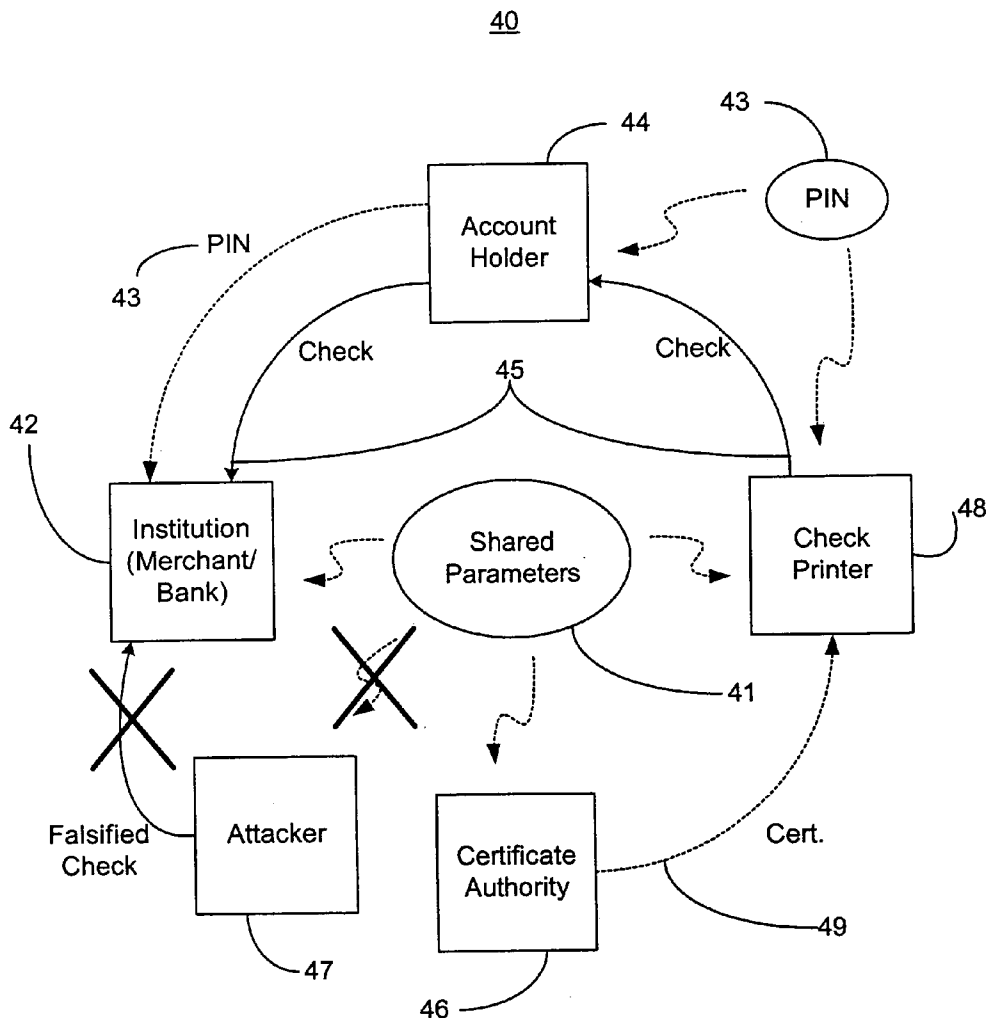 40
43
44
PIN
Account
Holder
PIN
43
Check
Check
45
42
Institution
(Merchant/
Bank)
Shared
Parameters
Check
Printer
48
41
Falsified
Check
Attacker
Certificate
Authority
Cert.
49
47
46